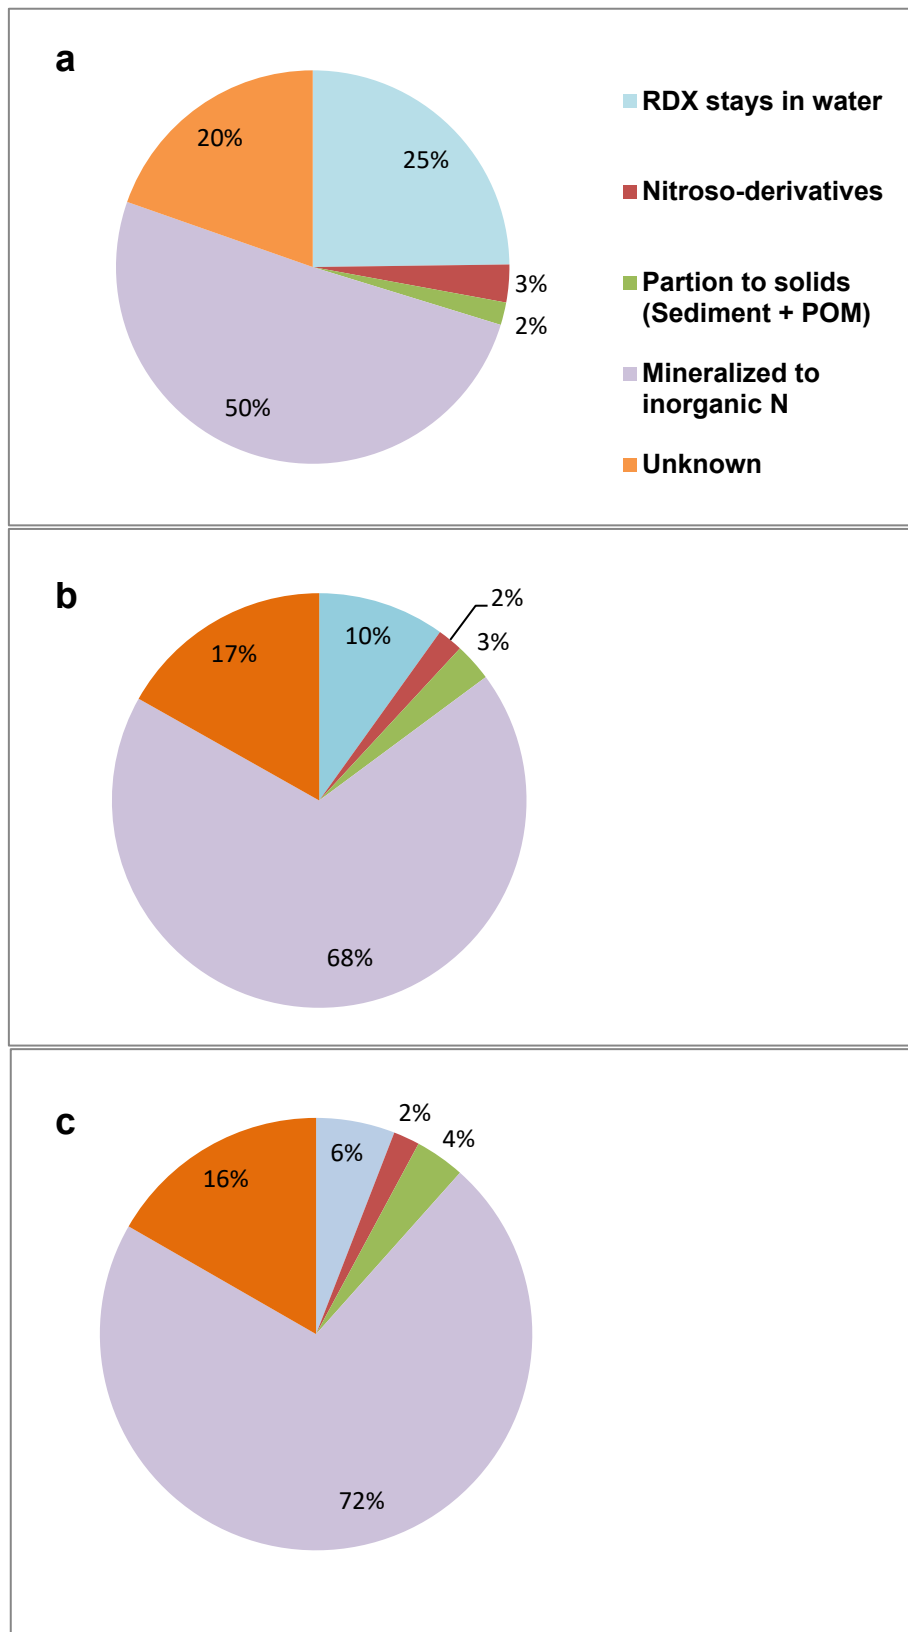 a
20%
25%
3%
2%
50%
RDX stays in water
Nitroso-derivatives
Partion to solids
(Sediment + POM)
Mineralized to
inorganic N
Unknown
b
17%
10%
2%
3%
68%
c
16%
6%
2%
4%
72%